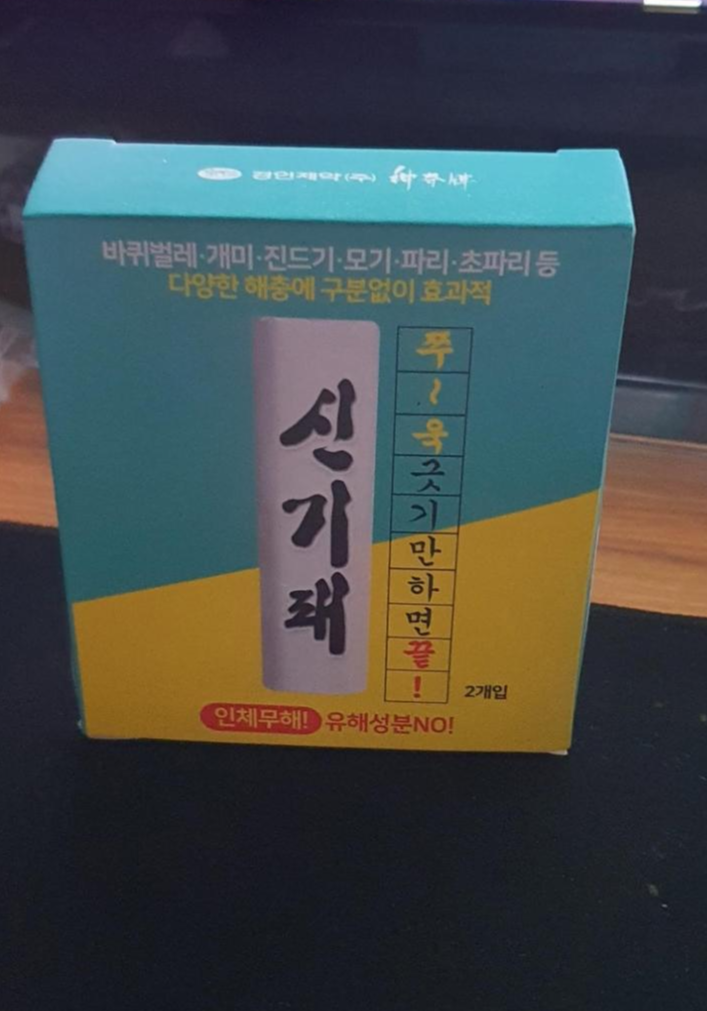 경인제약(주) 神奇牌
바퀴벌레·개미·진드기·모기·파리·초파리 등
다양한 해충에 구분없이 효과적
신기패
쭈~욱긋기만하면끝!
2개입
인체무해! 유해성분NO!